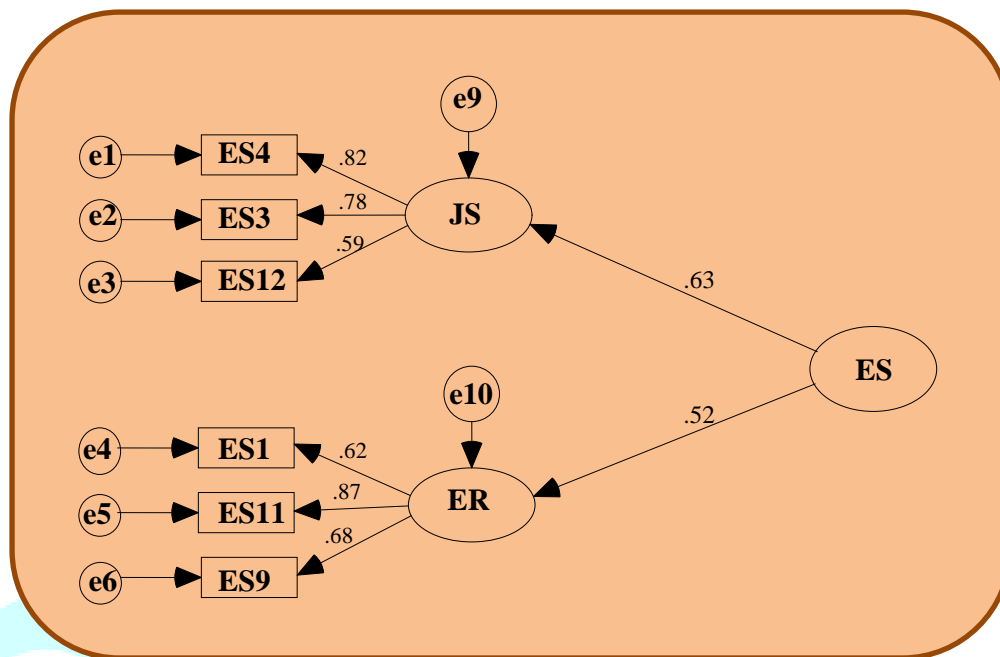 e9
e1
ES4
.82
e2
ES3
.78
JS
e3
ES12
.59
.63
ES
e10
.52
e4
ES1
.62
e5
ES11
.87
ER
e6
ES9
.68